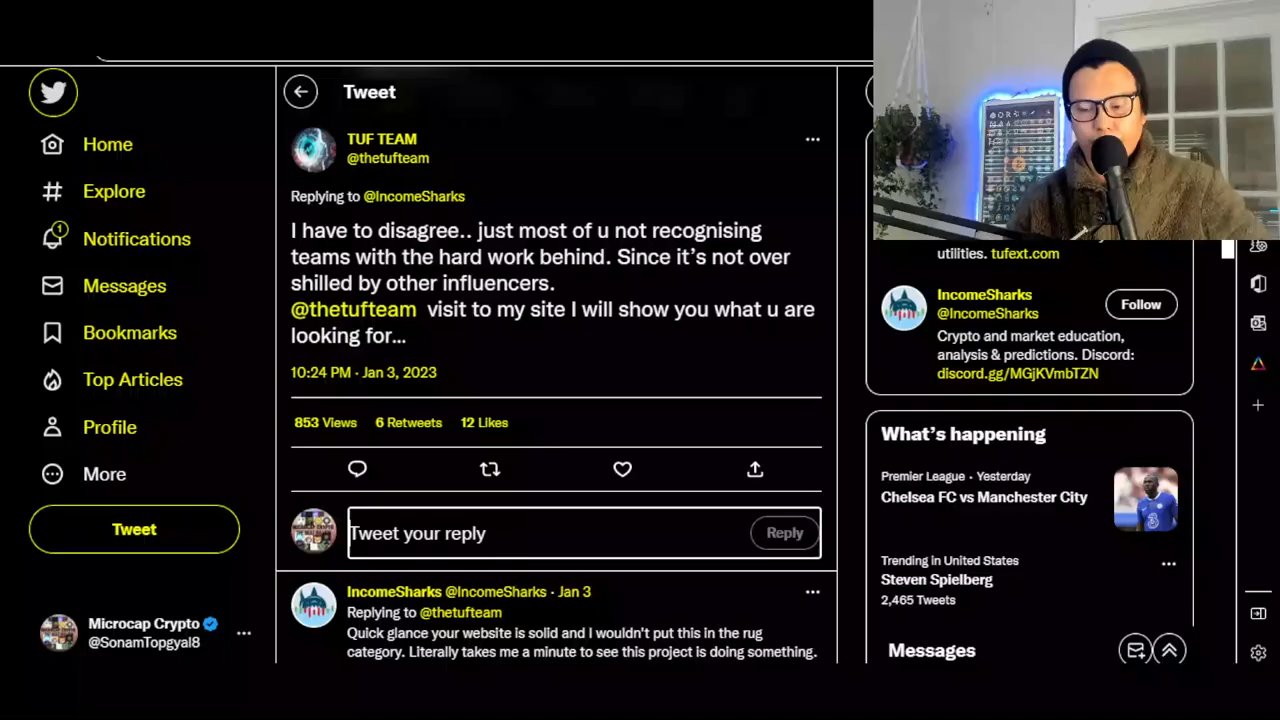 Home
Explore
1
Notifications
Messages
Bookmarks
Top Articles
Profile
More
Tweet
Microcap Crypto
@SonamTopgyal8
Tweet
TUF TEAM
@thetufteam
Replying to @IncomeSharks
I have to disagree.. just most of u not recognising
teams with the hard work behind. Since it's not over
shilled by other influencers.
@thetufteam visit to my site I will show you what u are
looking for...
10:24 PM · Jan 3, 2023
853 Views 6 Retweets 12 Likes
Tweet your reply
Reply
IncomeSharks @IncomeSharks · Jan 3
Replying to @thetufteam
Quick glance your website is solid and I wouldn't put this in the rug
category. Literally takes me a minute to see this project is doing something.
utilities. tufext.com
IncomeSharks
@IncomeSharks
Follow
Crypto and market education,
analysis & predictions. Discord:
discord.gg/MGjKVmbTZN
What's happening
Premier League · Yesterday
Chelsea FC vs Manchester City
Trending in United States
Steven Spielberg
2,465 Tweets
Messages